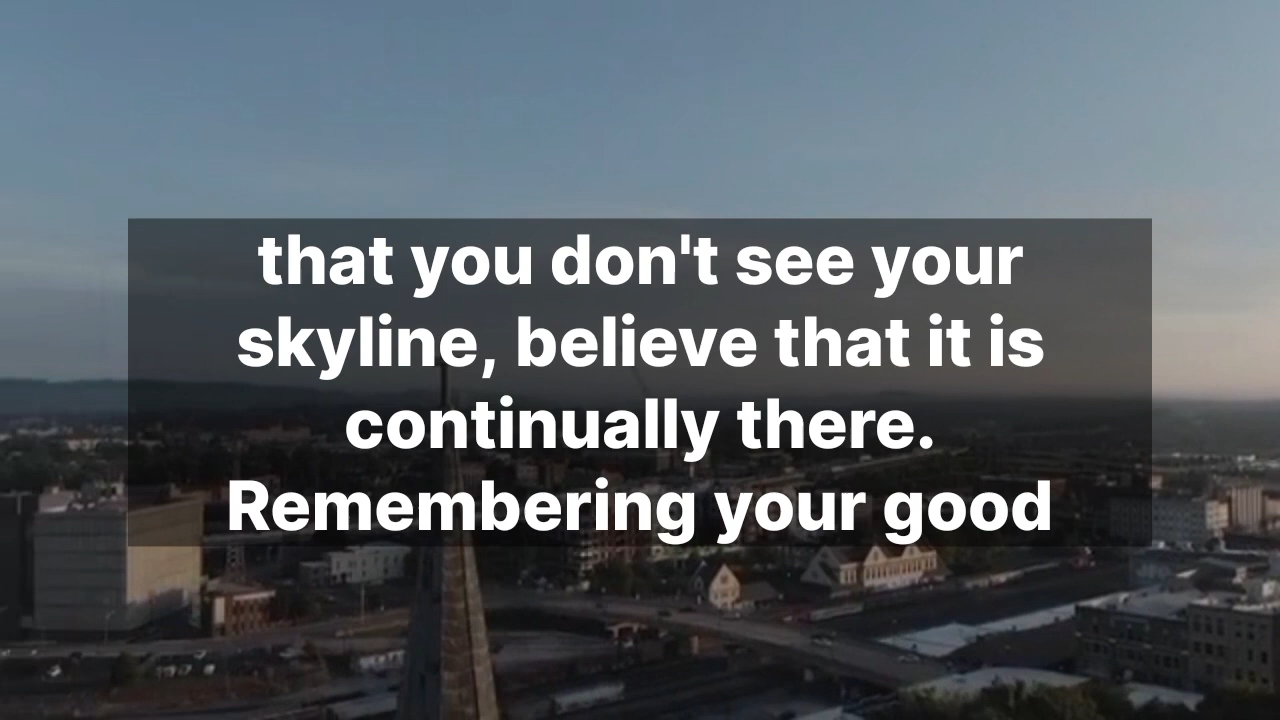 that you don't see your
skyline, believe that it is
continually there.
Remembering your good